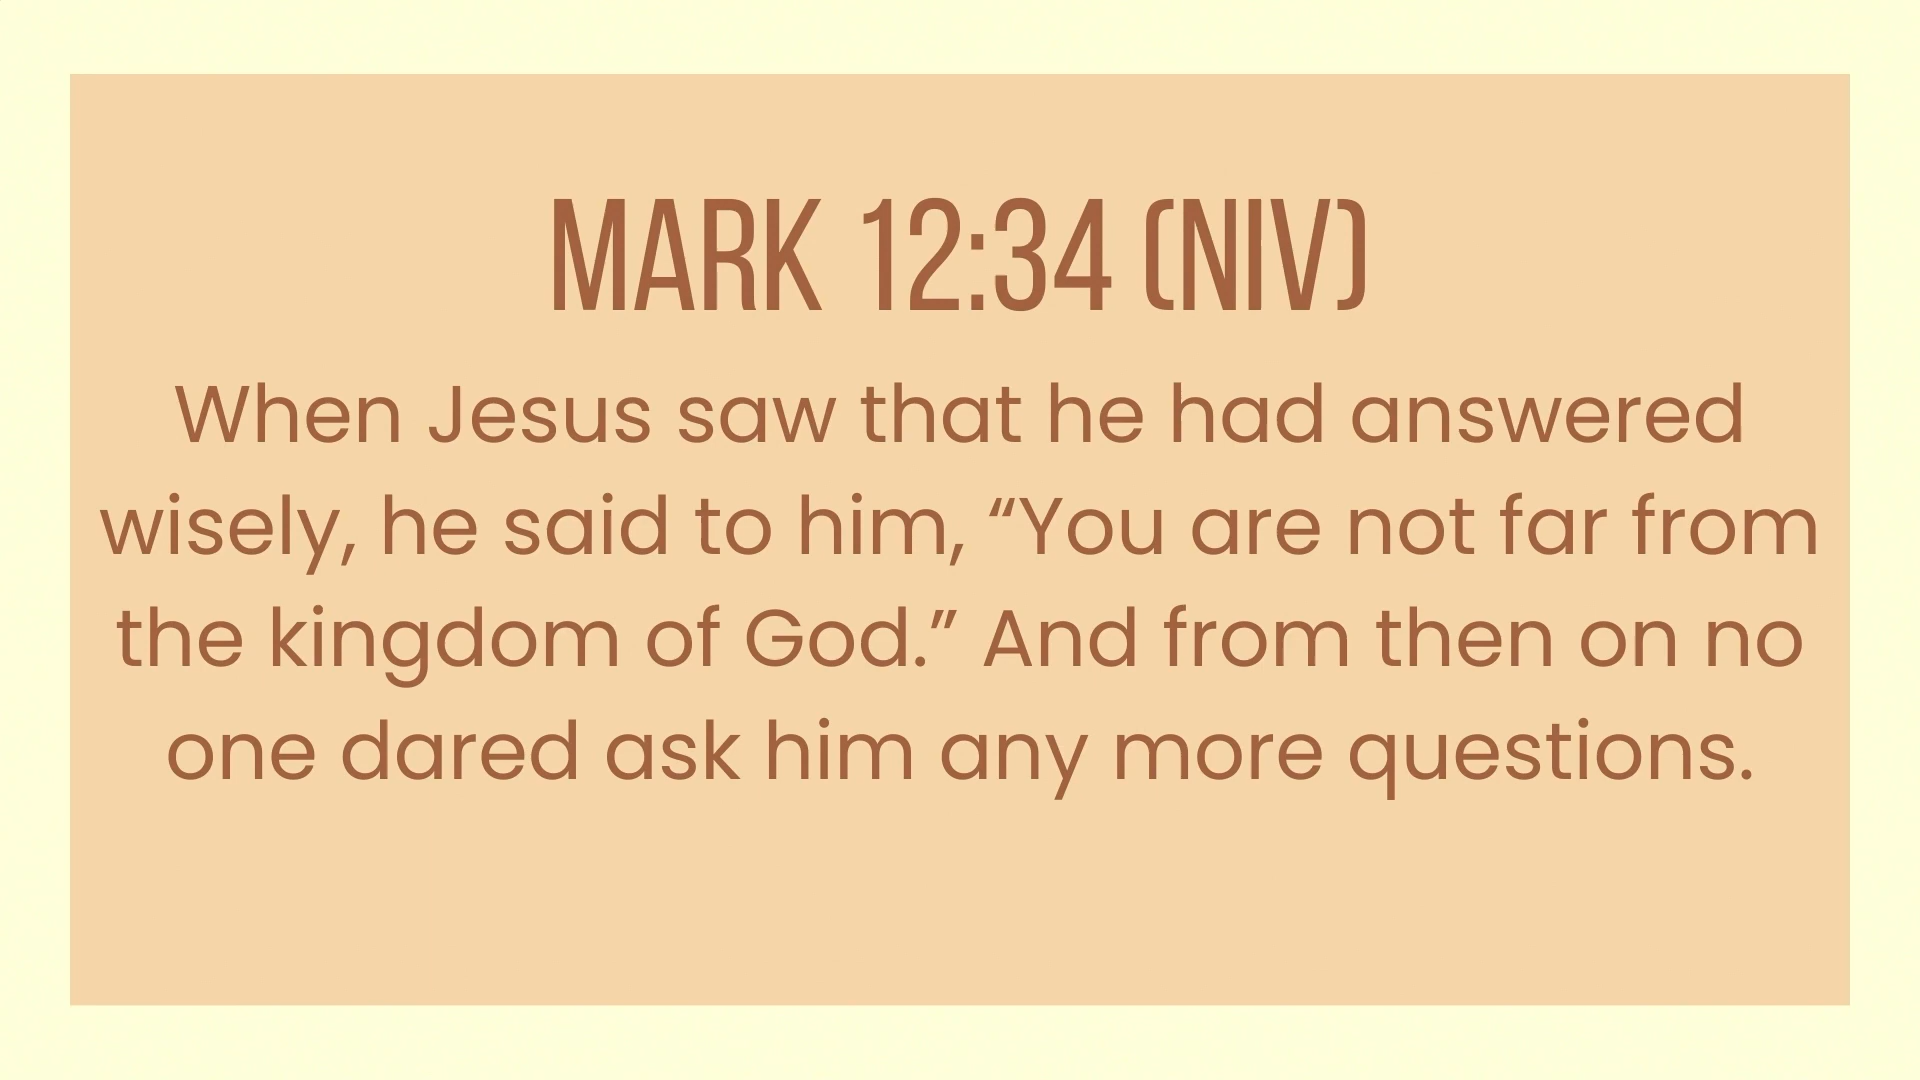 MARK 12:34 (NIV)
When Jesus saw that he had answered
wisely, he said to him, “You are not far from
the kingdom of God.” And from then on no
one dared ask him any more questions.